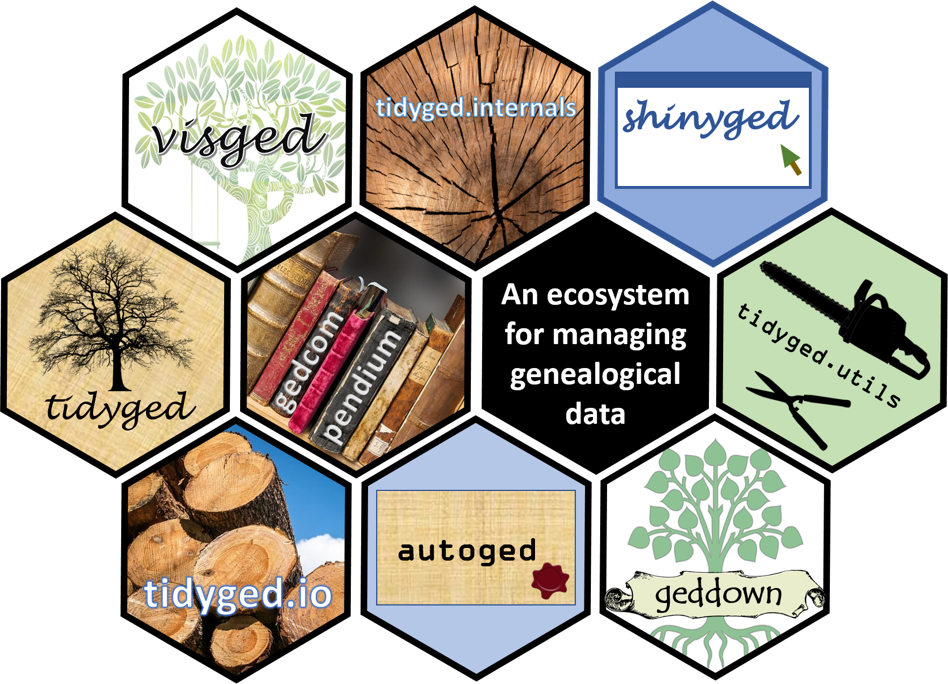 visged
tidyged.internals
shinyged
tidyged
gedcom
pendium
An ecosystem
for managing
genealogical
data
tidyged.utils
tidyged.io
autoged
geddown